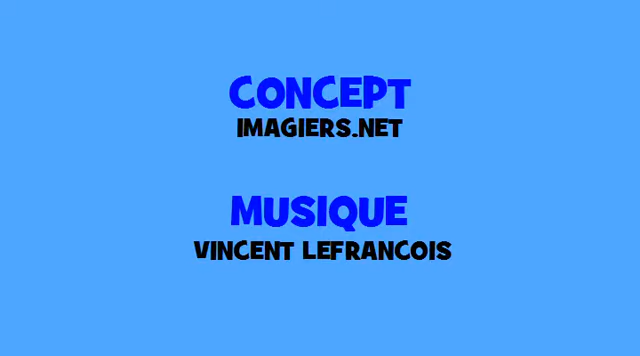 CONCEPT
IMAGIERS.NET
MUSIQUE
VINCENT LEFRANCOIS